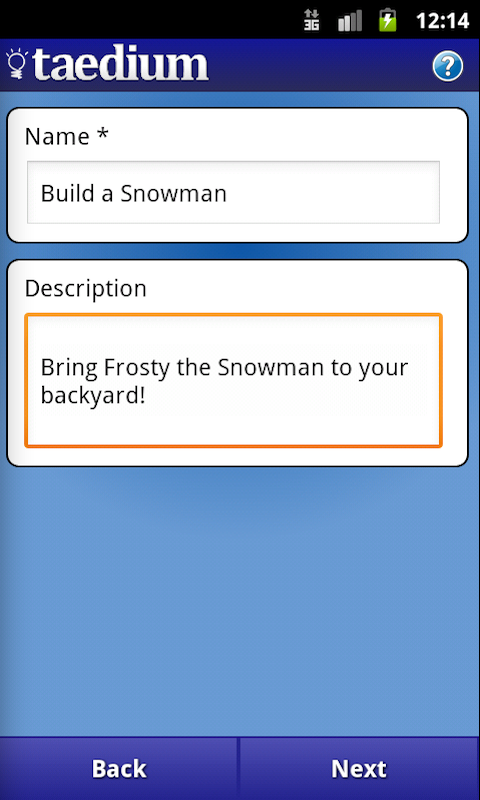 3G 12:14
taedium ?
Name *
Build a Snowman
Description
Bring Frosty the Snowman to your
backyard!
Back Next